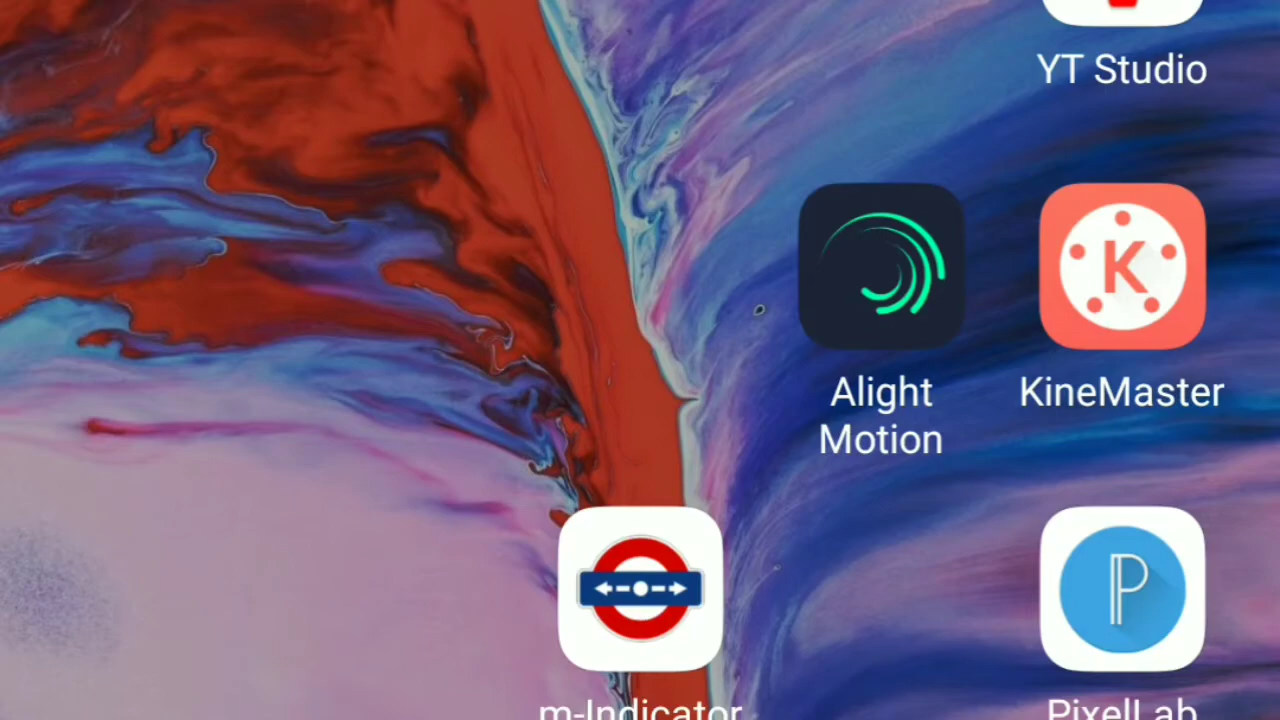 YT Studio
Alight
Motion
KineMaster
K
P
m-Indicator
PixelLab